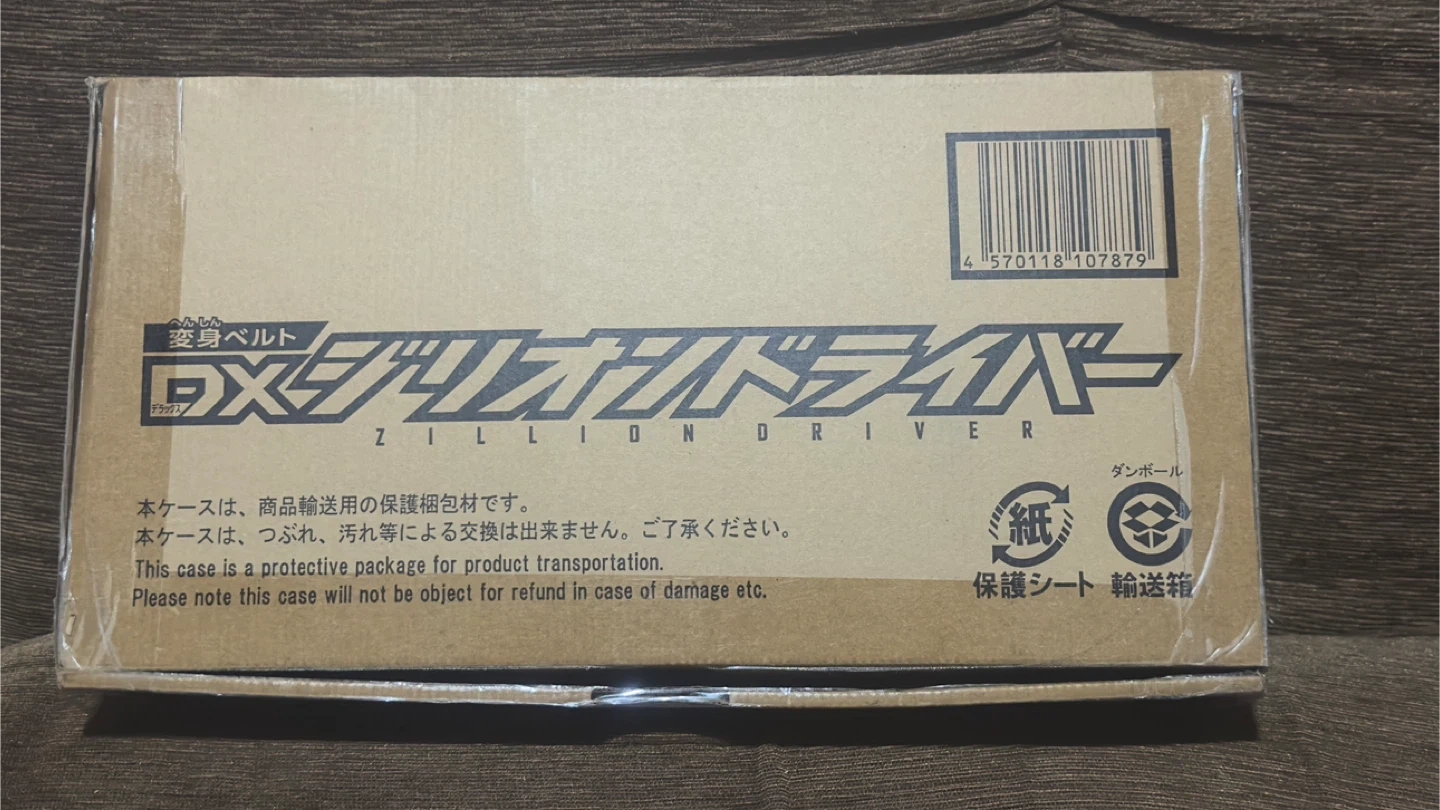 4 570118 107879
へんしん
変身ベルト
DXジリオンドライバー
デラックス
ZILLION DRIVER
本ケースは、商品輸送用の保護梱包材です。
本ケースは、つぶれ、汚れ等による交換は出来ません。ご了承ください。
This case is a protective package for product transportation.
Please note this case will not be object for refund in case of damage etc.
紙
保護シート
ダンボール
輸送箱